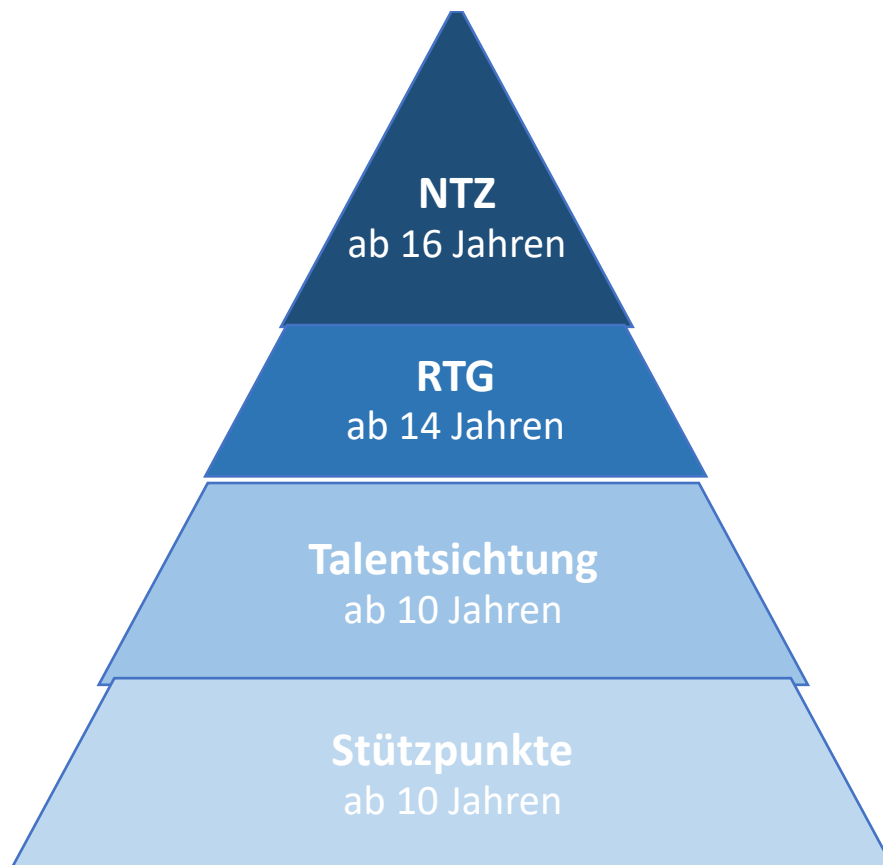 NTZ
ab 16 Jahren
RTG
ab 14 Jahren
Talentsichtung
ab 10 Jahren
Stützpunkte
ab 10 Jahren